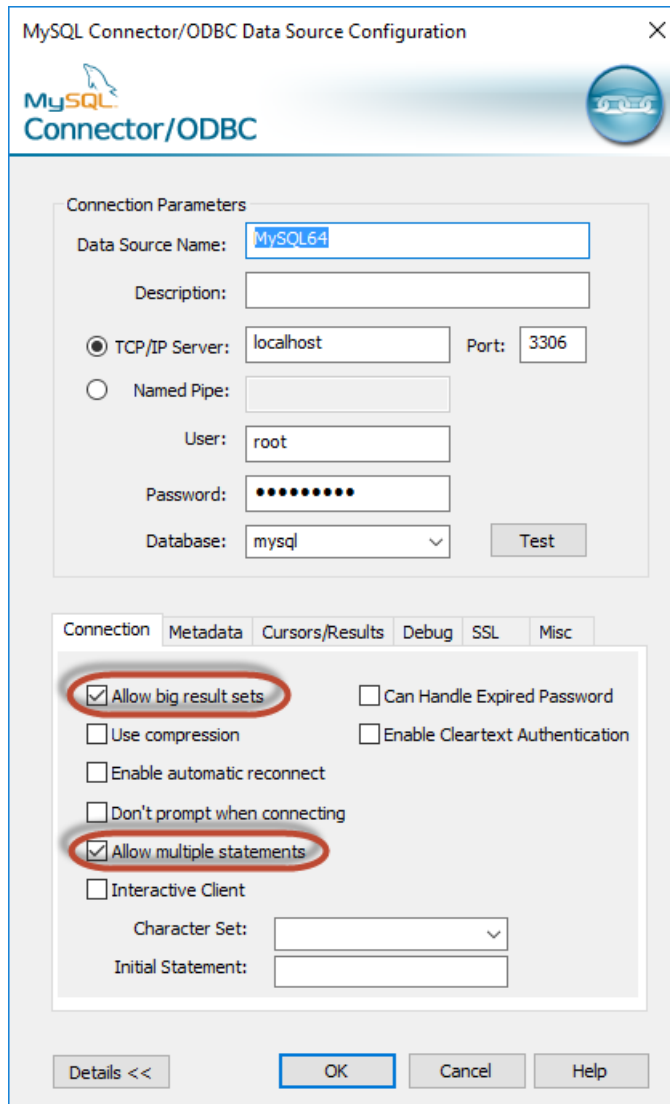 MySQL Connector/ODBC Data Source Configuration
MySQL
Connector/ODBC
Connection Parameters
Data Source Name: MySQL64
Description:
TCP/IP Server: localhost Port: 3306
Named Pipe:
User: root
Password: •••••••••
Database: mysql Test
Connection Metadata Cursors/Results Debug SSL Misc
Allow big result sets Can Handle Expired Password
Use compression Enable Cleartext Authentication
Enable automatic reconnect
Don't prompt when connecting
Allow multiple statements
Interactive Client
Character Set:
Initial Statement:
Details << OK Cancel Help